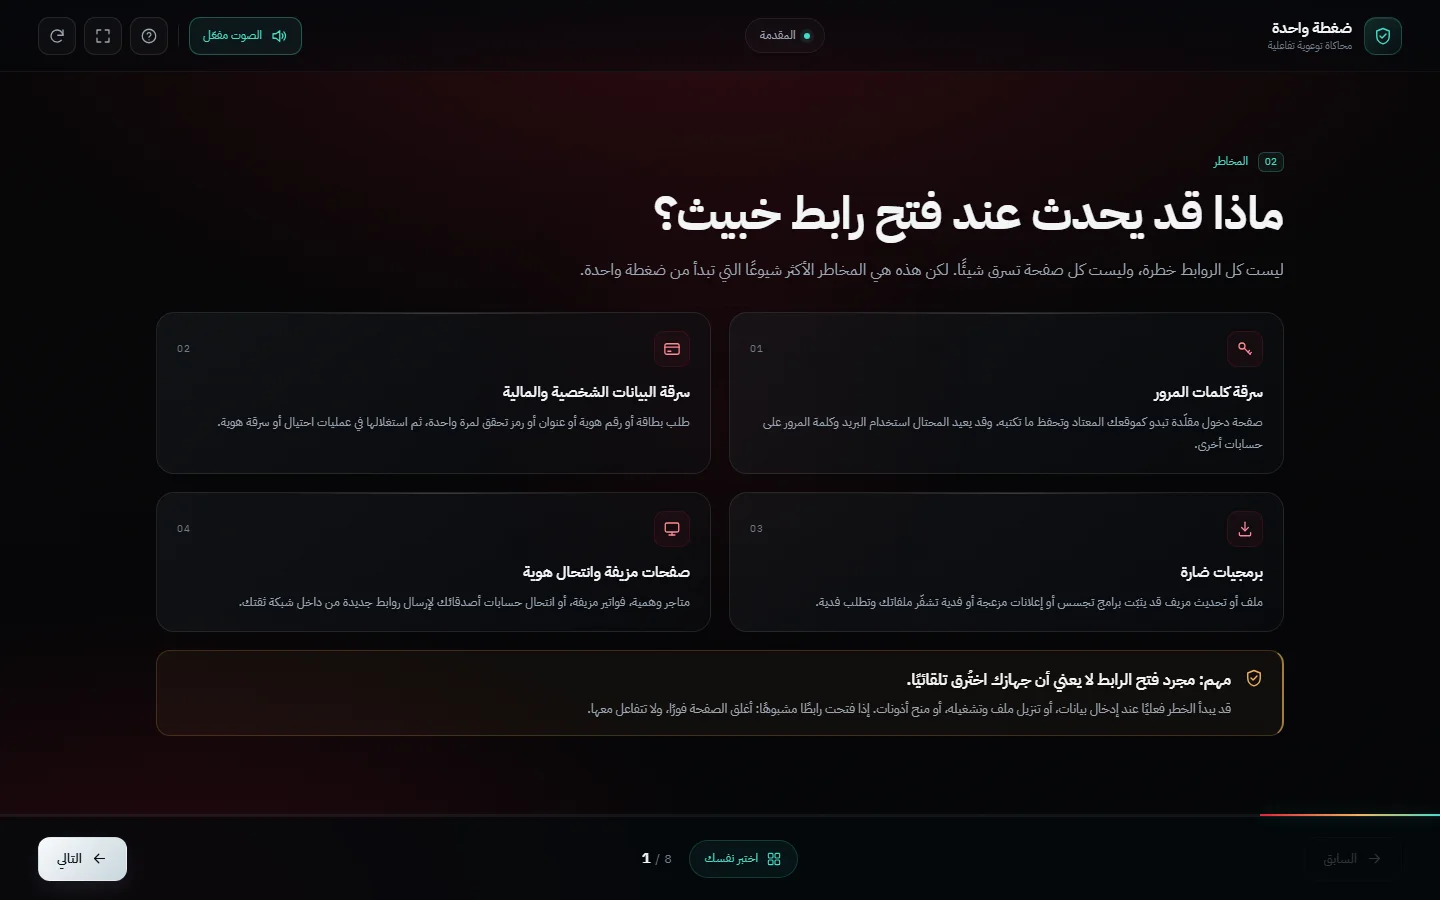 ضغطة واحدة
محاكاة توعوية تفاعلية
المقدمة
الصوت مفعّل
02 المخاطر
ماذا قد يحدث عند فتح رابط خبيث؟
ليست كل الروابط خطرة، وليست كل صفحة تسرق شيئًا. لكن هذه هي المخاطر الأكثر شيوعًا التي تبدأ من ضغطة واحدة.
01
سرقة كلمات المرور
صفحة دخول مقلّدة تبدو كموقعك المعتاد وتحفظ ما تكتبه. وقد يعيد المحتال استخدام البريد وكلمة المرور على
حسابات أخرى.
02
سرقة البيانات الشخصية والمالية
طلب بطاقة أو رقم هوية أو عنوان أو رمز تحقق لمرة واحدة، ثم استغلالها في عمليات احتيال أو سرقة هوية.
03
برمجيات ضارة
ملف أو تحديث مزيف قد يثبّت برامج تجسس أو إعلانات مزعجة أو فدية تشفّر ملفاتك وتطلب فدية.
04
صفحات مزيفة وانتحال هوية
متاجر وهمية، فواتير مزيفة، أو انتحال حسابات أصدقائك لإرسال روابط جديدة من داخل شبكة ثقتك.
مهم: مجرد فتح الرابط لا يعني أن جهازك اختُرق تلقائيًا.
قد يبدأ الخطر فعليًا عند إدخال بيانات، أو تنزيل ملف وتشغيله، أو منح أذونات. إذا فتحت رابطًا مشبوهًا: أغلق الصفحة فورًا، ولا تتفاعل معها.
السابق
اختبر نفسك
1 / 8
التالي